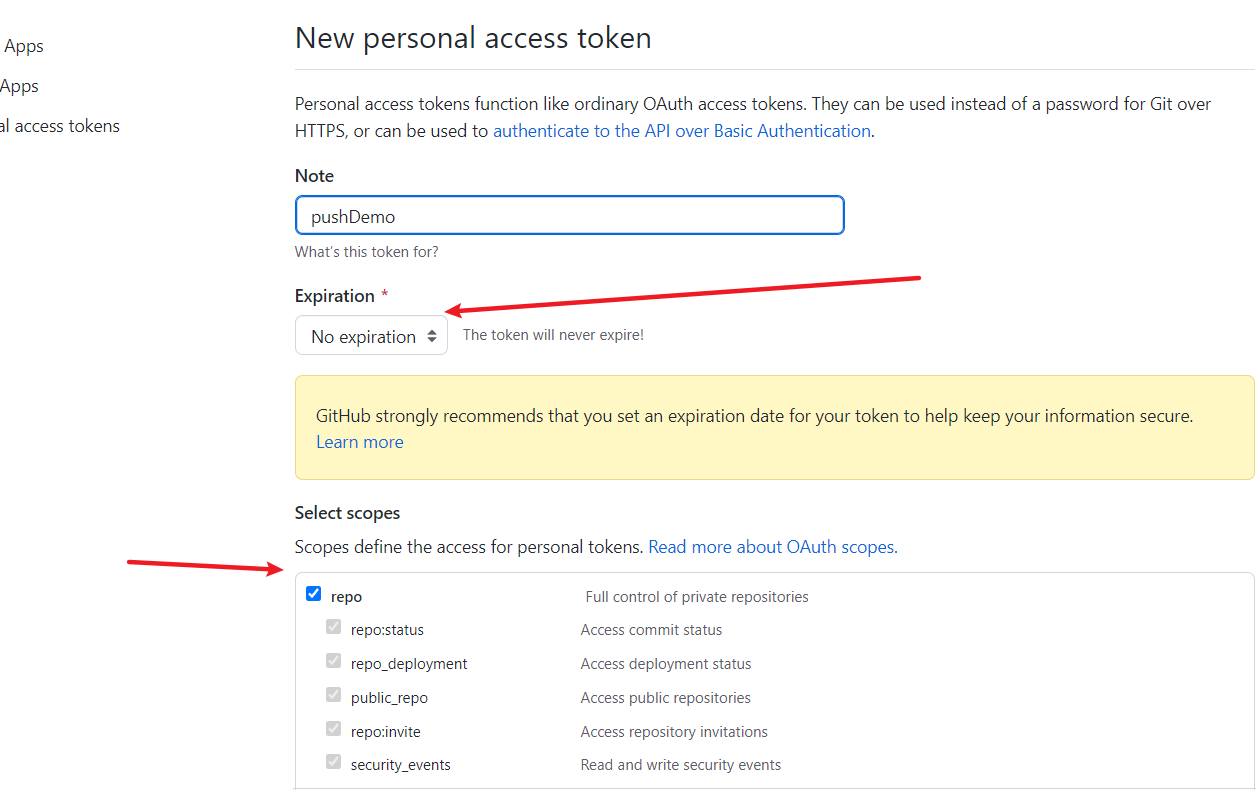 New personal access token
Apps
Apps
al access tokens
Personal access tokens function like ordinary OAuth access tokens. They can be used instead of a password for Git over
HTTPS, or can be used to authenticate to the API over Basic Authentication.
Note
pushDemo
What's this token for?
Expiration *
No expiration The token will never expire!
GitHub strongly recommends that you set an expiration date for your token to help keep your information secure.
Learn more
Select scopes
Scopes define the access for personal tokens. Read more about OAuth scopes.
repo Full control of private repositories
repo:status Access commit status
repo_deployment Access deployment status
public_repo Access public repositories
repo:invite Access repository invitations
security_events Read and write security events